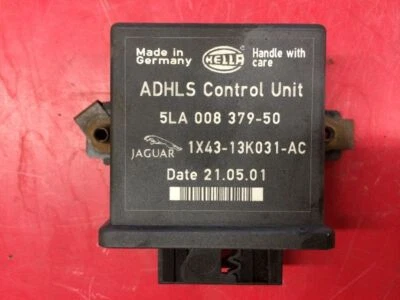 Made in
Germany
HELLA
Handle with
care
ADHLS Control Unit
5LA 008 379-50
JAGUAR 1X43-13K031-AC
Date 21.05.01